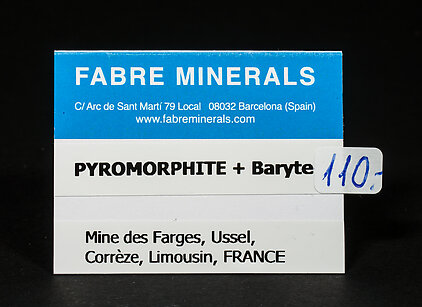 FABRE MINERALS
C/ Arc de Sant Martí 79 Local 08032 Barcelona (Spain)
www.fabreminerals.com
PYROMORPHITE + Baryte
110.-
Mine des Farges, Ussel,
Corrèze, Limousin, FRANCE